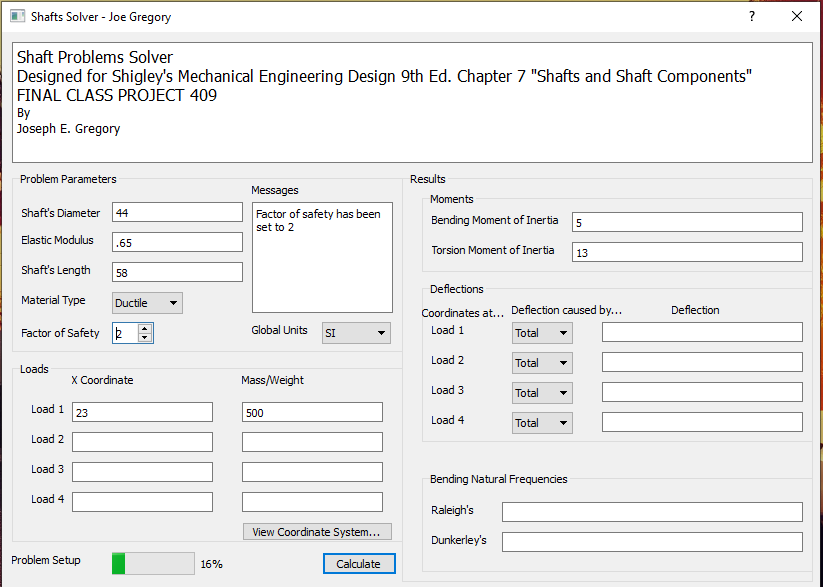 Shafts Solver - Joe Gregory
?
Shaft Problems Solver
Designed for Shigley's Mechanical Engineering Design 9th Ed. Chapter 7 "Shafts and Shaft Components"
FINAL CLASS PROJECT 409
By
Joseph E. Gregory
Problem Parameters
Shaft's Diameter 44
Elastic Modulus .65
Shaft's Length 58
Material Type Ductile
Factor of Safety 2
Messages
Factor of safety has been
set to 2
Global Units SI
Loads
X Coordinate Mass/Weight
Load 1 23 500
Load 2
Load 3
Load 4
View Coordinate System...
Problem Setup 16% Calculate
Results
Moments
Bending Moment of Inertia 5
Torsion Moment of Inertia 13
Deflections
Coordinates at... Deflection caused by... Deflection
Load 1 Total
Load 2 Total
Load 3 Total
Load 4 Total
Bending Natural Frequencies
Raleigh's
Dunkerley's